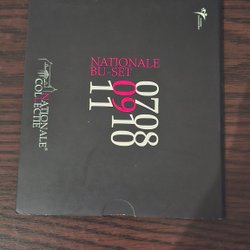 NATIONALE
BU-SET
0708
0910
11
NATIONALE
COLLECTIE